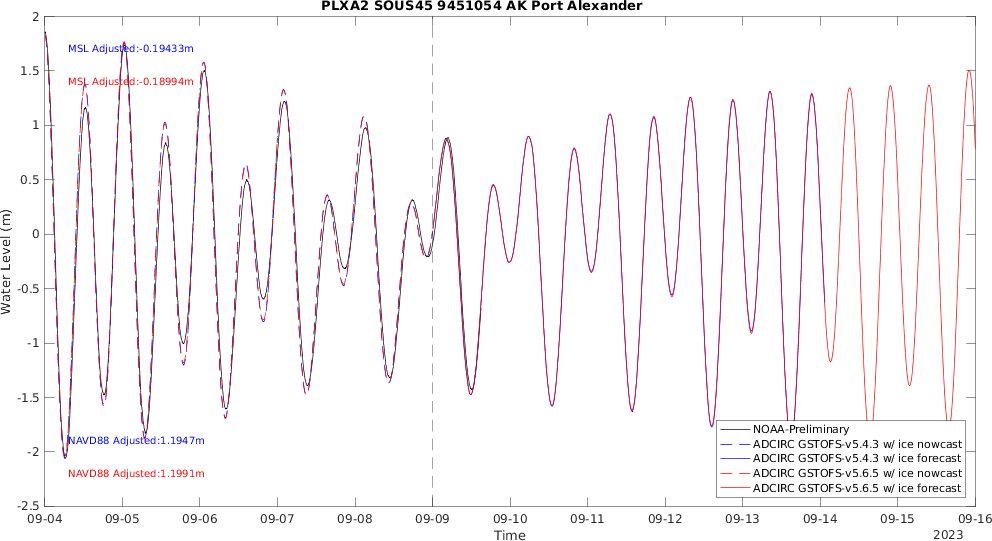 PLXA2 SOUS45 9451054 AK Port Alexander
MSL Adjusted:-0.19433m
MSL Adjusted:-0.18994m
NAVD88 Adjusted:1.1947m
NAVD88 Adjusted:1.1991m
Water Level (m)
2
1.5
1
0.5
0
-0.5
-1
-1.5
-2
-2.5
NOAA-Preliminary
ADCIRC GSTOFS-v5.4.3 w/ ice nowcast
ADCIRC GSTOFS-v5.4.3 w/ ice forecast
ADCIRC GSTOFS-v5.6.5 w/ ice nowcast
ADCIRC GSTOFS-v5.6.5 w/ ice forecast
09-04 09-05 09-06 09-07 09-08 09-09 09-10 09-11 09-12 09-13 09-14 09-15 09-16
Time
2023